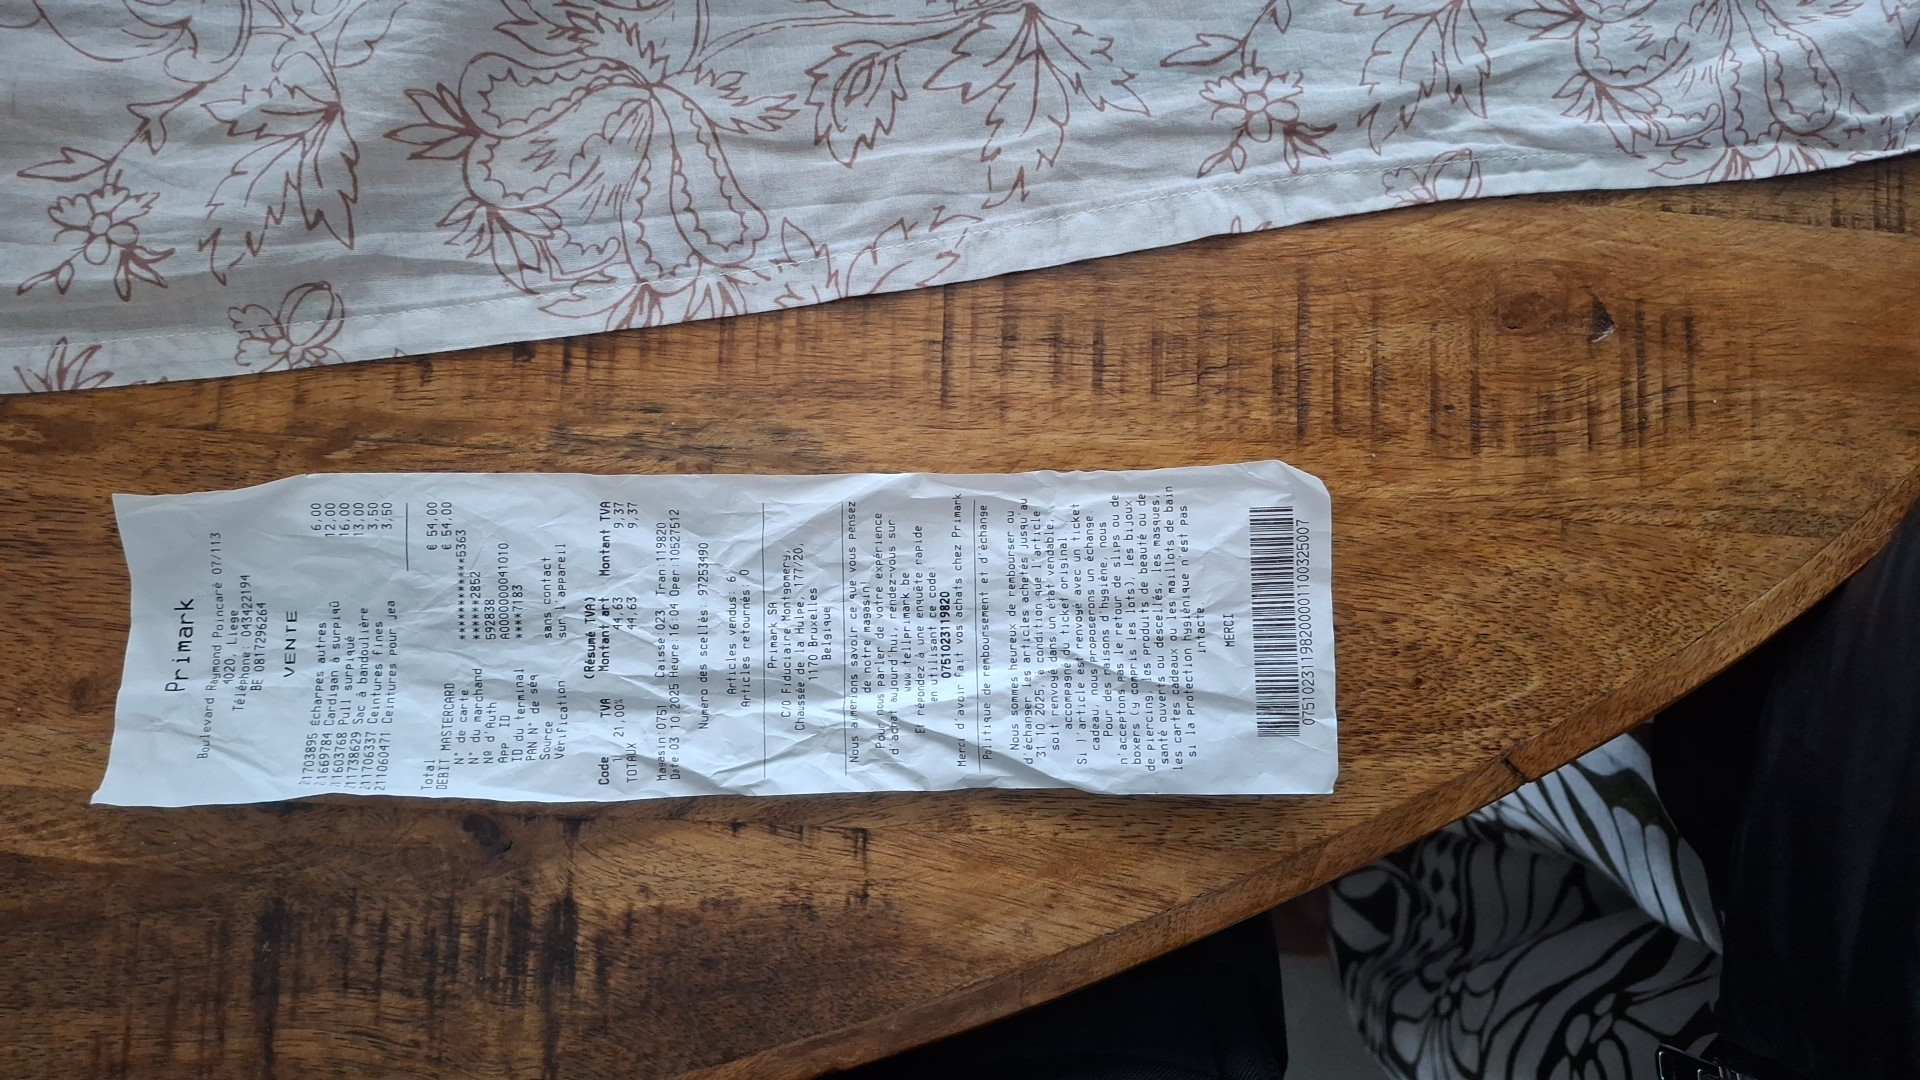 Primark
Boulevard Raymond Poincaré 07/113
4020, Liege
Téléphone: 043422194
BE 0817296264
VENTE
211703895 Écharpes autres 6,00
211669784 Cardigan à surpiqû 12,00
211603768 Pull surpiqué 16,00
211738629 Sac à bandoulière 13,00
211706337 Ceintures fines 3,50
211060471 Ceintures pour jea 3,50
Total € 54,00
DEBIT MASTERCARD € 54,00
N° de carte ************5363
N° du marchand *****2852
Nº d'Auth 592838
App ID A0000000041010
ID du terminal ****7183
PAN N° de séq
Source sans contact
Vérification sur l'appareil
(Résumé TVA)
Code TVA Montant art Montant TVA
T1 21,00% 44,63 9,37
TOTAUX 44,63 9,37
Magasin:0751 Caisse:023 Tran:119820
Date 03.10.2025 Heure:16:04 Oper:10527512
Numéro des scellés: 97253490
Articles vendus: 6
Articles retournés: 0
Primark SA
C/O Fiduciaire Montgomery,
Chaussée de la Hulpe, 177/20,
1170 Bruxelles
Belgique
Nous aimerions savoir ce que vous pensez
de notre magasin!
Pour nous parler de votre expérience
d'achat aujourd'hui, rendez-vous sur
www.tellprimark.be
Et répondez à une enquête rapide
en utilisant ce code:
075102311982​0
Merci d'avoir fait vos achats chez Primark
Politique de remboursement et d'échange
Nous sommes heureux de rembourser ou
d'échanger les articles achetés jusqu'au
31.10.2025, à condition que l'article
soit renvoyé dans un état vendable,
accompagné du ticket original.
Si l'article est renvoyé avec un ticket
cadeau, nous proposerons un échange
Pour des raisons d'hygiène, nous
n'acceptons pas le retour de slips ou de
boxers (y compris les lots), les bijoux
de piercing, les produits de beauté ou de
santé ouverts ou descellés, les masques,
les cartes cadeaux ou les maillots de bain
si la protection hygiénique n'est pas
intacte.
MERCI